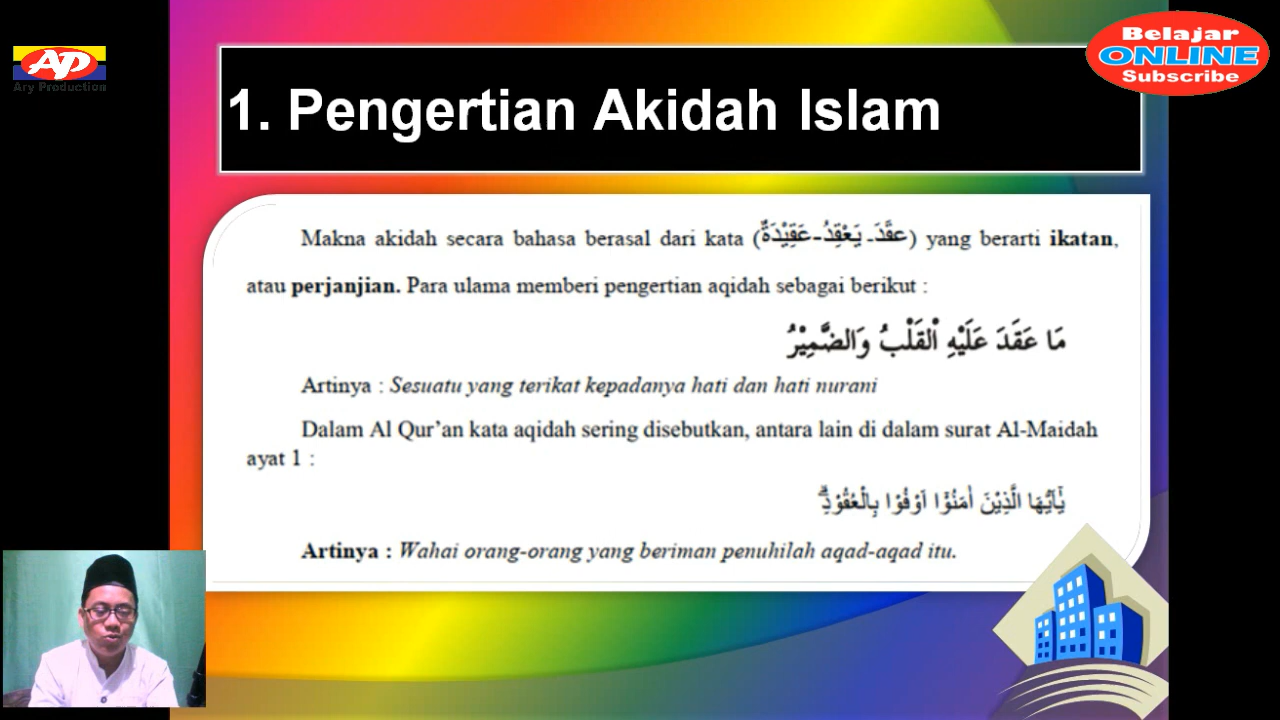 AP
Ary Production
Belajar
ONLINE
Subscribe
1. Pengertian Akidah Islam
Makna akidah secara bahasa berasal dari kata (عَقَّدَ- يَعْقِدُ-عَقِيْدَةٌ) yang berarti ikatan,
atau perjanjian. Para ulama memberi pengertian aqidah sebagai berikut :
مَا عَقَدَ عَلَيْهِ الْقَلْبُ وَالضَّمِيْرُ
Artinya : Sesuatu yang terikat kepadanya hati dan hati nurani
Dalam Al Qur’an kata aqidah sering disebutkan, antara lain di dalam surat Al-Maidah
ayat 1 :
يٰٓاَيُّهَا الَّذِيْنَ اٰمَنُوْٓا اَوْفُوْا بِالْعُقُوْدِۗ
Artinya : Wahai orang-orang yang beriman penuhilah aqad-aqad itu.